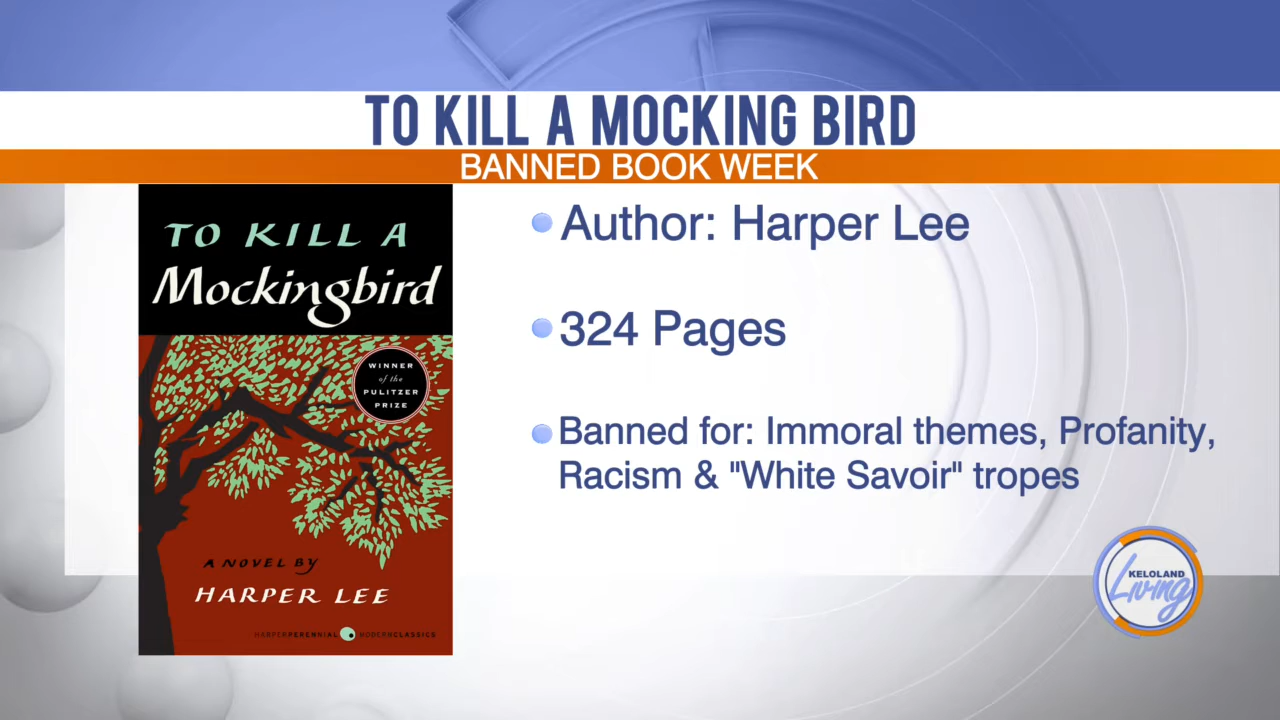 TO KILL A MOCKING BIRD
BANNED BOOK WEEK
TO KILL A
Mockingbird
WINNER
of the
PULITZER
PRIZE
A NOVEL BY
HARPER LEE
HARPERPERENNIAL MODERNCLASSICS
Author: Harper Lee
324 Pages
Banned for: Immoral themes, Profanity,
Racism & "White Savoir" tropes
KELOLAND
Living